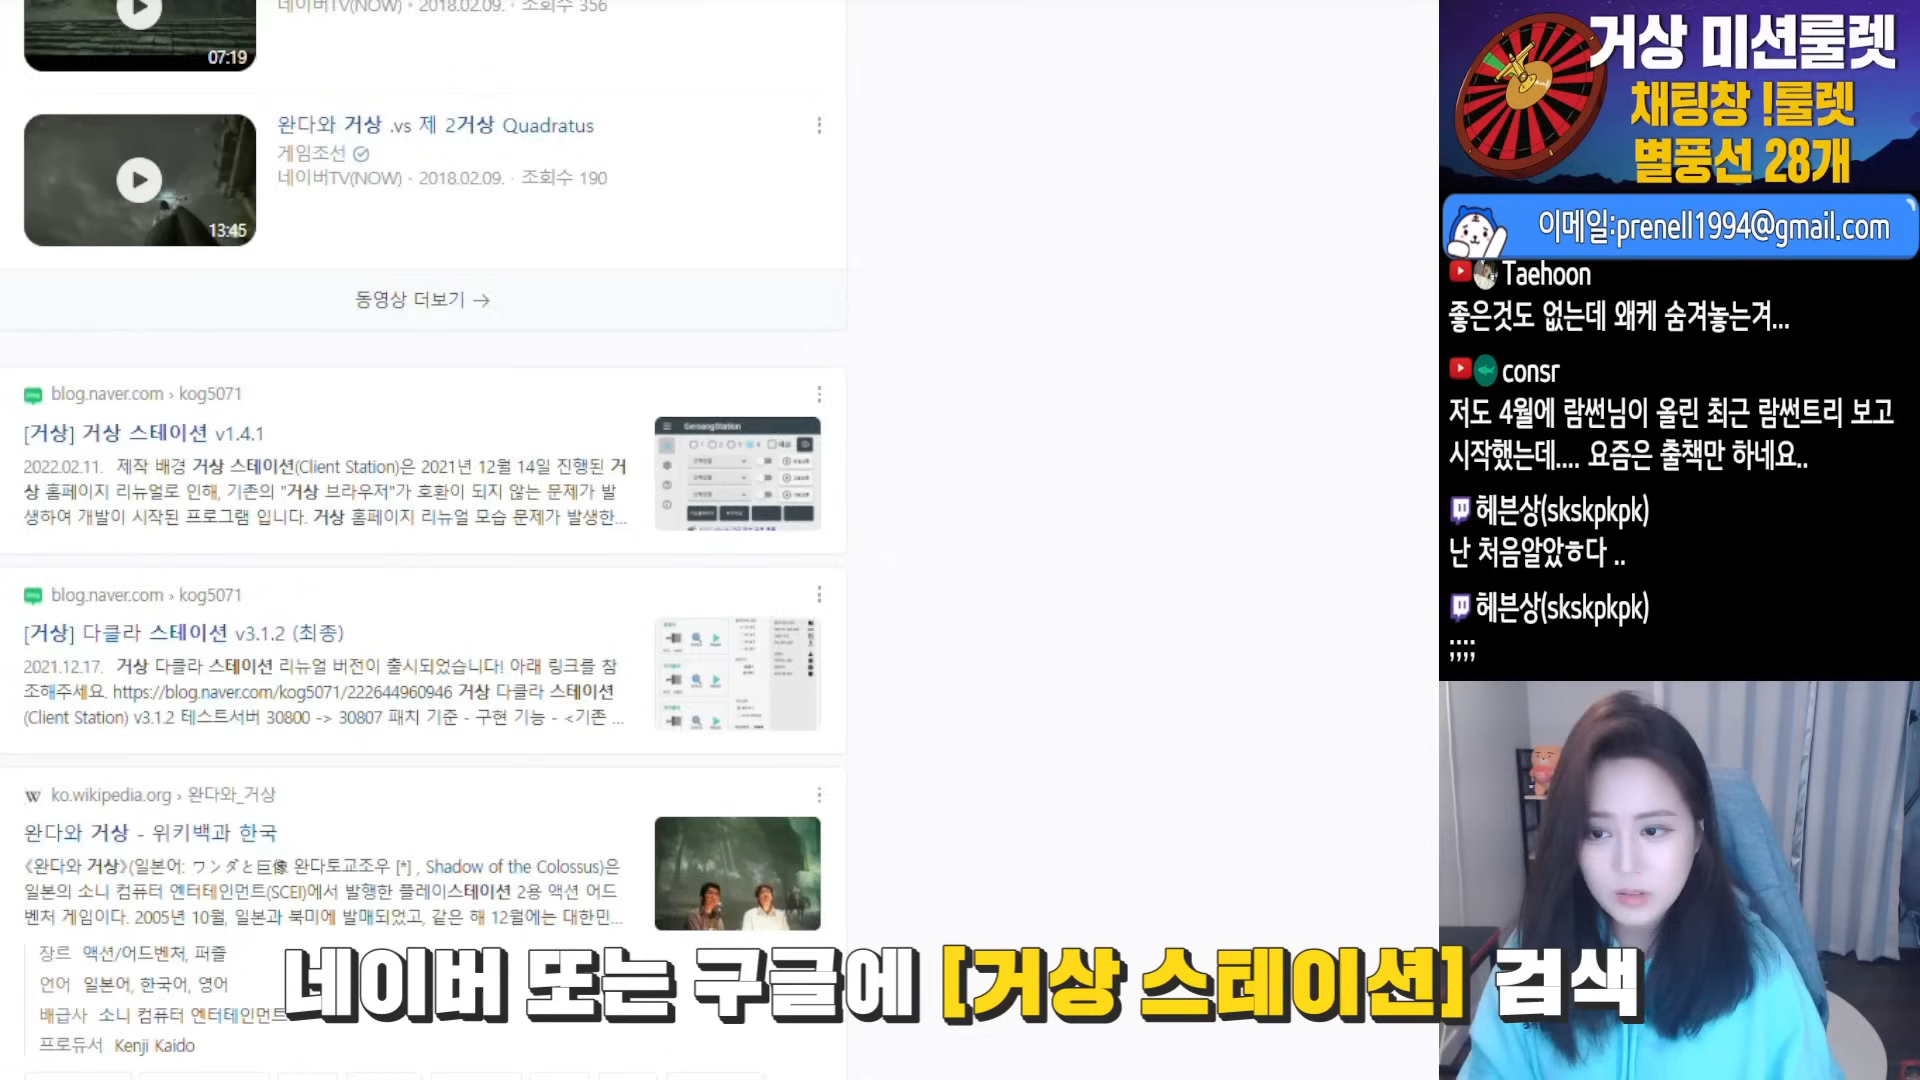 네이버TV(NOW) · 2018.02.09. · 조회수 356
07:19
완다와 거상 .vs 제 2거상 Quadratus
게임조선
네이버TV(NOW) · 2018.02.09. · 조회수 190
13:45
동영상 더보기 →
blog.naver.com › kog5071
[거상] 거상 스테이션 v1.4.1
2022.02.11. 제작 배경 거상 스테이션(Client Station)은 2021년 12월 14일 진행된 거
상 홈페이지 리뉴얼로 인해, 기존의 "거상 브라우저"가 호환이 되지 않는 문제가 발
생하여 개발이 시작된 프로그램 입니다. 거상 홈페이지 리뉴얼 모습 문제가 발생한...
GersangStation
blog.naver.com › kog5071
[거상] 다클라 스테이션 v3.1.2 (최종)
2021.12.17. 거상 다클라 스테이션 리뉴얼 버전이 출시되었습니다! 아래 링크를 참
조해주세요. https://blog.naver.com/kog5071/222644960946 거상 다클라 스테이션
(Client Station) v3.1.2 테스트서버 30800 -> 30807 패치 기준 - 구현 기능 - <기존 ...
ko.wikipedia.org › 완다와_거상
완다와 거상 - 위키백과 한국
《완다와 거상》(일본어: ワンダと巨像 완다토교조우 [*] , Shadow of the Colossus)은
일본의 소니 컴퓨터 엔터테인먼트(SCEI)에서 발행한 플레이스테이션 2용 액션 어드
벤처 게임이다. 2005년 10월, 일본과 북미에 발매되었고, 같은 해 12월에는 대한민...
장르 액션/어드벤처, 퍼즐
언어 일본어, 한국어, 영어
배급사 소니 컴퓨터 엔터테인먼트
프로듀서 Kenji Kaido
네이버 또는 구글에 [거상 스테이션] 검색
거상 미션룰렛
채팅창 !룰렛
별풍선 28개
이메일:prenell1994@gmail.com
Taehoon
좋은것도 없는데 왜케 숨겨놓는겨...
consr
저도 4월에 람썬님이 올린 최근 람썬트리 보고
시작했는데.... 요즘은 출책만 하네요..
헤븐상(skskpkpk)
난 처음알았ㅎ다 ..
헤븐상(skskpkpk)
;;;;